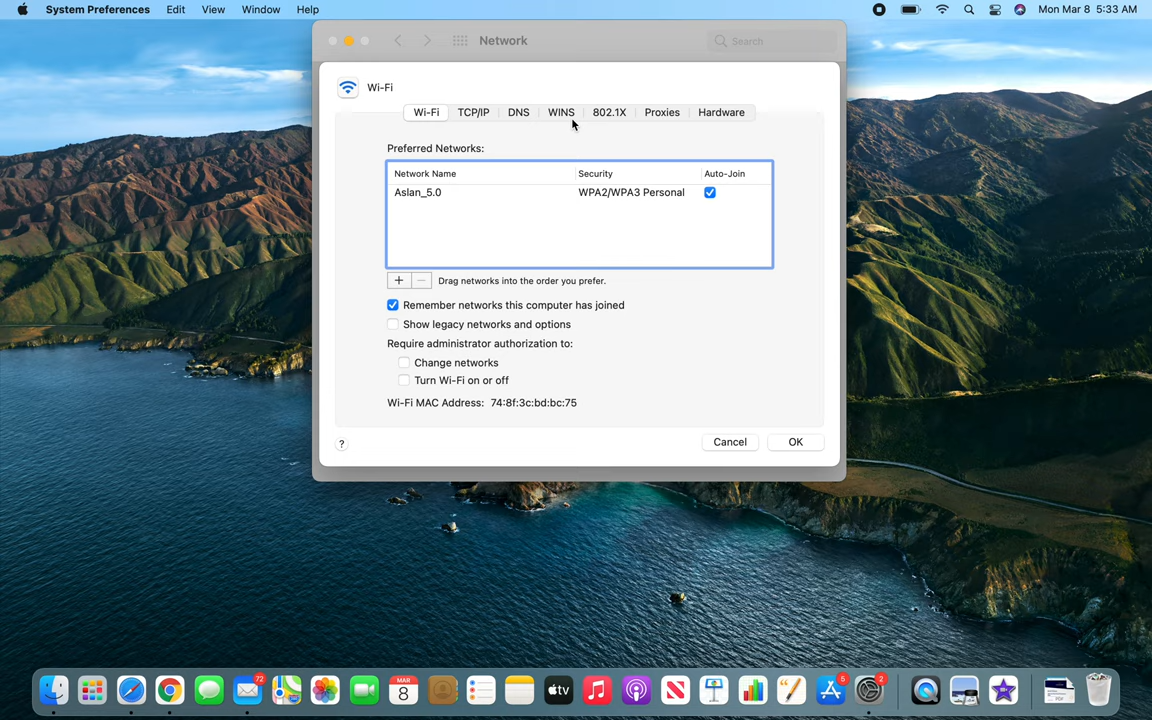 System Preferences Edit View Window Help Mon Mar 8 5:33 AM
Network Search
Wi-Fi
Wi-Fi TCP/IP DNS WINS 802.1X Proxies Hardware
Preferred Networks:
Network Name Security Auto-Join
Aslan_5.0 WPA2/WPA3 Personal
+ − Drag networks into the order you prefer.
Remember networks this computer has joined
Show legacy networks and options
Require administrator authorization to:
Change networks
Turn Wi-Fi on or off
Wi-Fi MAC Address: 74:8f:3c:bd:bc:75
? Cancel OK
72 MAR 8 tv 5 2